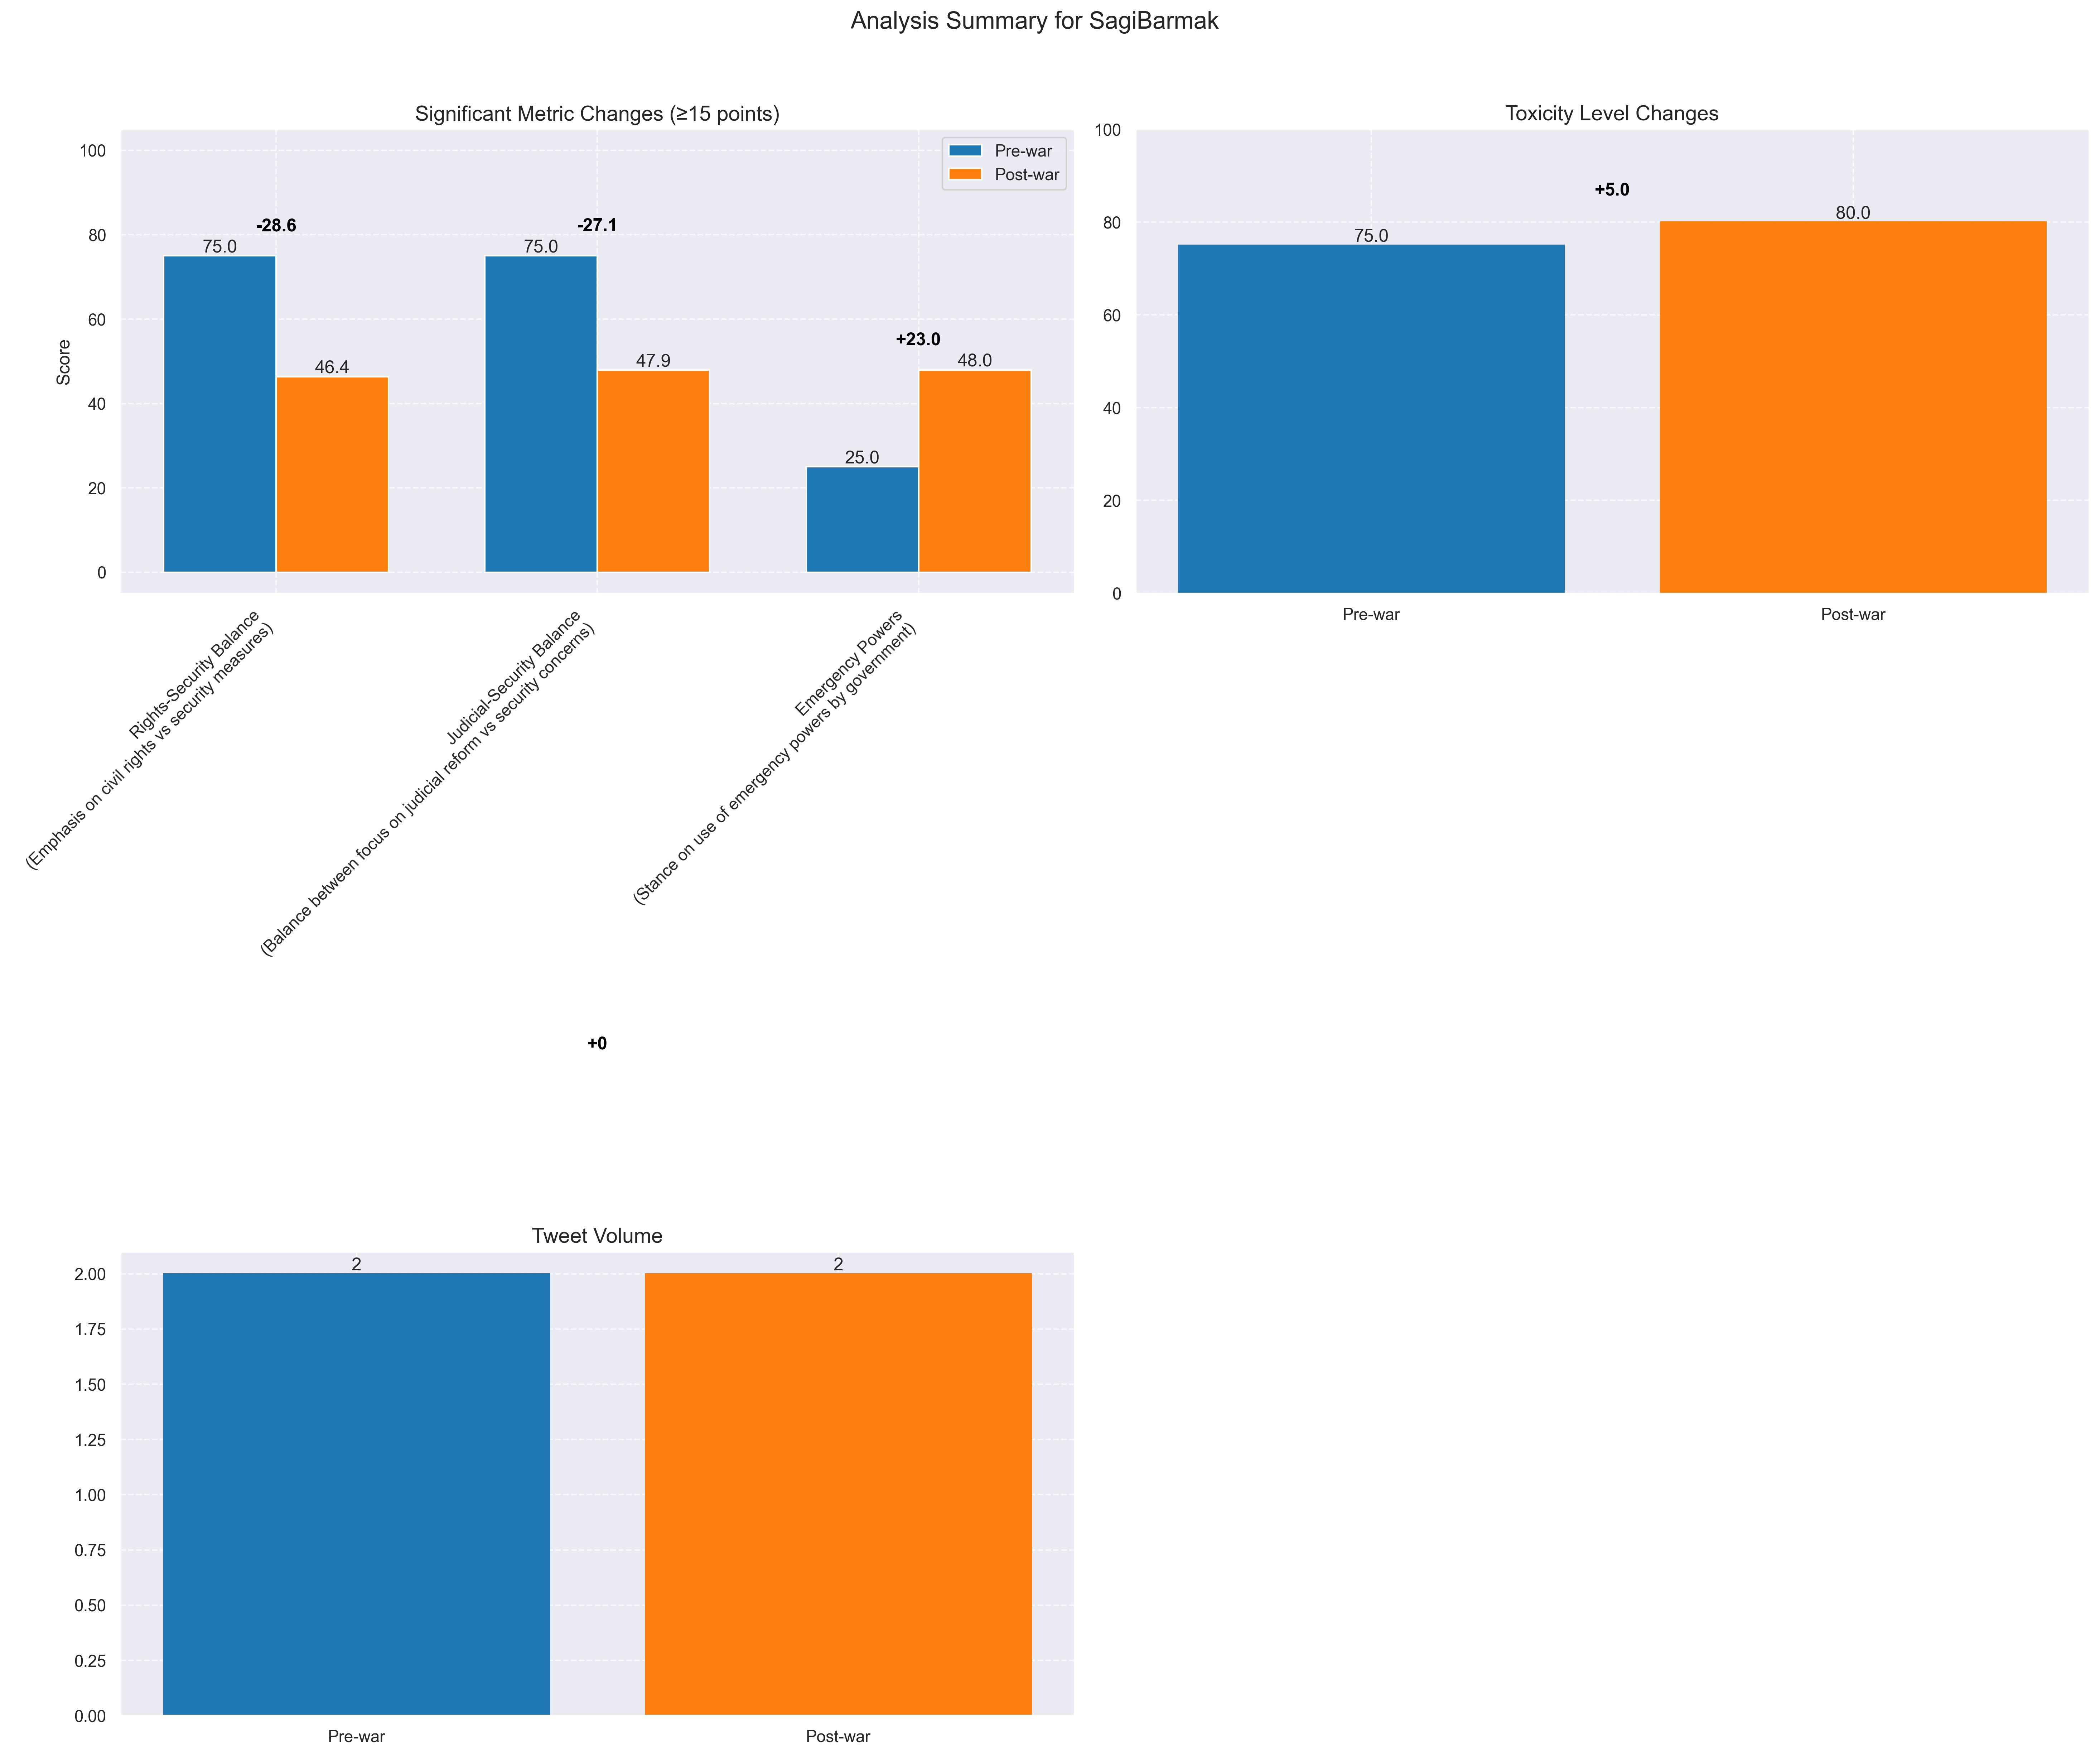 Analysis Summary for SagiBarmak
Significant Metric Changes (≥15 points)
Pre-war
Post-war
100
80
60
40
20
0
Score
-28.6
75.0
46.4
-27.1
75.0
47.9
+23.0
25.0
48.0
Rights-Security Balance
(Emphasis on civil rights vs security measures)
Judicial-Security Balance
(Balance between focus on judicial reform vs security concerns)
Emergency Powers
(Stance on use of emergency powers by government)
Toxicity Level Changes
100
80
60
40
20
0
+5.0
75.0
80.0
Pre-war
Post-war
+0
Tweet Volume
2
2
2.00
1.75
1.50
1.25
1.00
0.75
0.50
0.25
0.00
Pre-war
Post-war